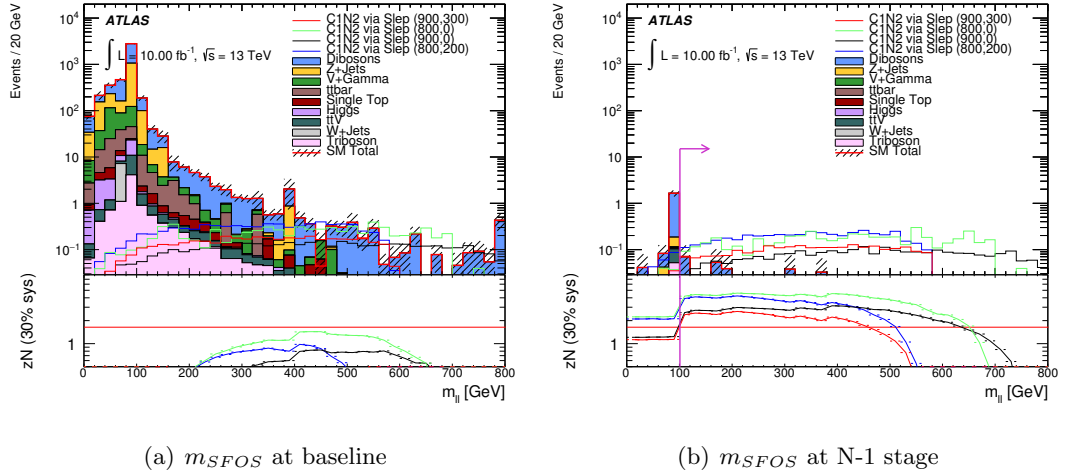 ATLAS
∫ L = 10.00 fb⁻¹, √s = 13 TeV
C1N2 via Slep (900,300)
C1N2 via Slep (800,0)
C1N2 via Slep (900,0)
C1N2 via Slep (800,200)
Dibosons
Z+Jets
V+Gamma
ttbar
Single Top
Higgs
ttV
W+Jets
Triboson
SM Total
Events / 20 GeV
10⁴
10³
10²
10
1
10⁻¹
zN (30% sys)
1
0 100 200 300 400 500 600 700 800
m_ll [GeV]
ATLAS
∫ L = 10.00 fb⁻¹, √s = 13 TeV
C1N2 via Slep (900,300)
C1N2 via Slep (800,0)
C1N2 via Slep (900,0)
C1N2 via Slep (800,200)
Dibosons
Z+Jets
V+Gamma
ttbar
Single Top
Higgs
ttV
W+Jets
Triboson
SM Total
Events / 20 GeV
10⁴
10³
10²
10
1
10⁻¹
zN (30% sys)
1
0 100 200 300 400 500 600 700 800
m_ll [GeV]
(a) m_SFOS at baseline
(b) m_SFOS at N-1 stage